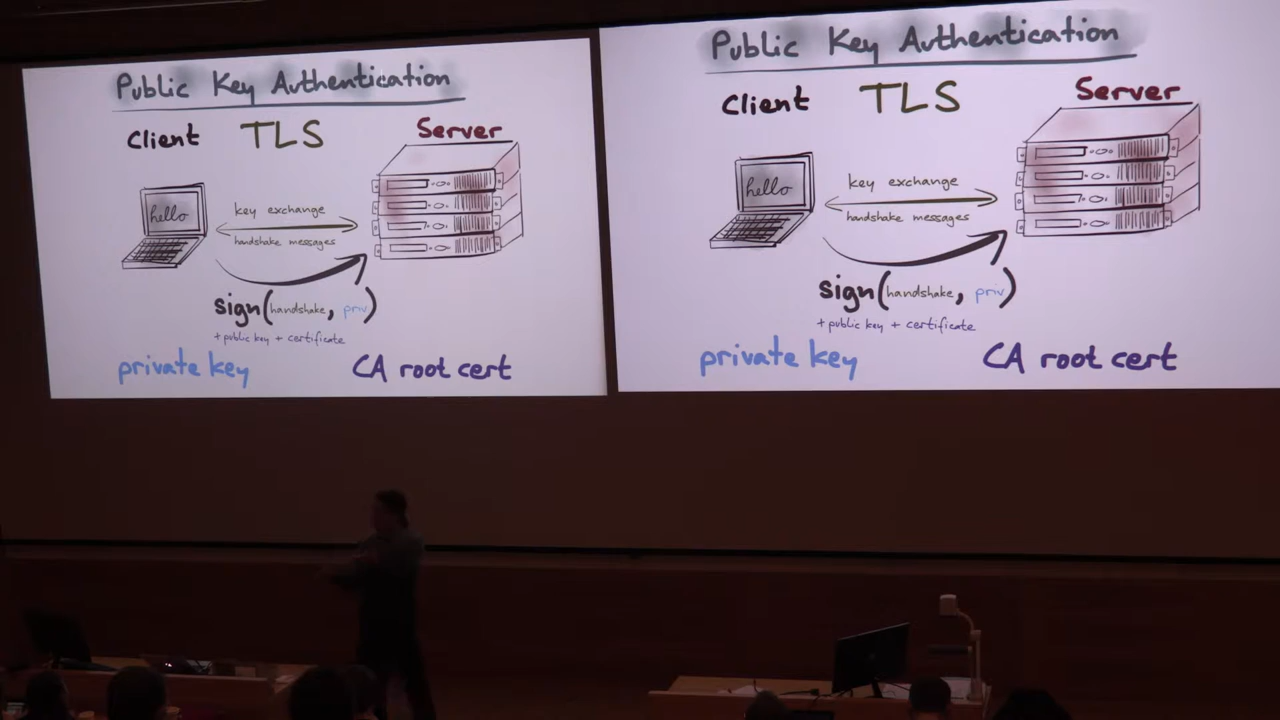 Public Key Authentication
Client TLS Server
hello
key exchange
handshake messages
sign(handshake, priv)
+ public key + certificate
private key CA root cert
Public Key Authentication
Client TLS Server
hello
key exchange
handshake messages
sign(handshake, priv)
+ public key + certificate
private key CA root cert